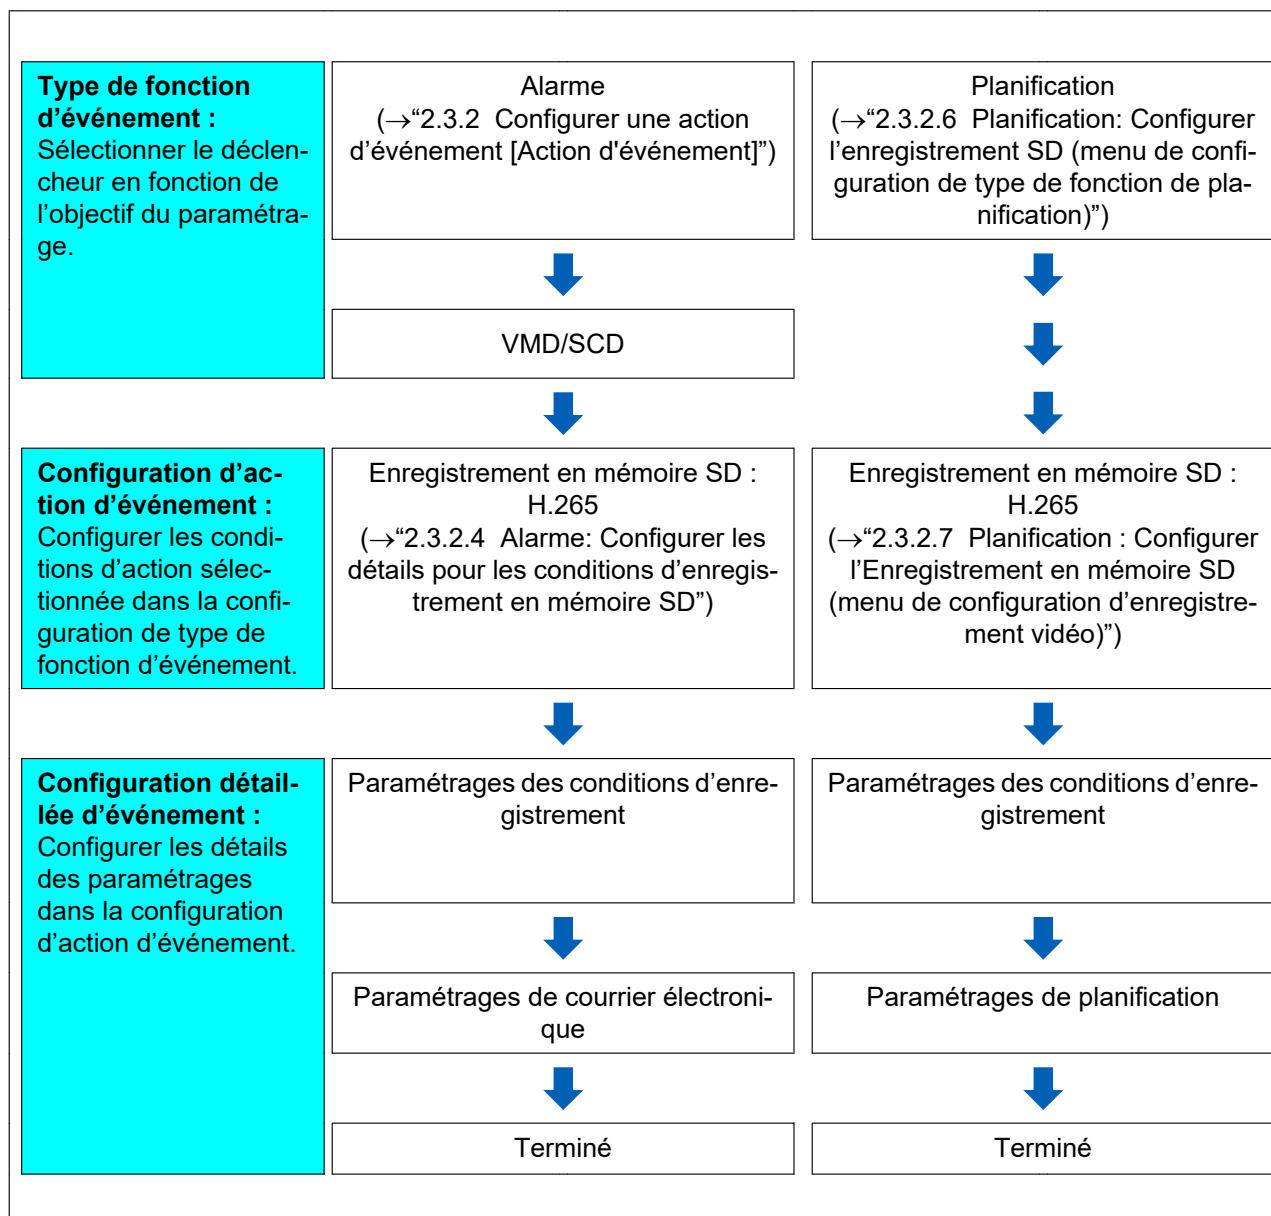 Type de fonction
d’événement :
Sélectionner le déclen-
cheur en fonction de
l’objectif du paramétra-
ge.
Alarme
(→“2.3.2  Configurer une action
d’événement [Action d'événement]”)
Planification
(→“2.3.2.6  Planification: Configurer
l’enregistrement SD (menu de confi-
guration de type de fonction de pla-
nification)”)
VMD/SCD
Configuration d’ac-
tion d’événement :
Configurer les condi-
tions d’action sélec-
tionnée dans la confi-
guration de type de
fonction d’événement.
Enregistrement en mémoire SD :
H.265
(→“2.3.2.4  Alarme: Configurer les
détails pour les conditions d’enregis-
trement en mémoire SD”)
Enregistrement en mémoire SD :
H.265
(→“2.3.2.7  Planification : Configurer
l’Enregistrement en mémoire SD
(menu de configuration d’enregistre-
ment vidéo)”)
Configuration détail-
lée d’événement :
Configurer les détails
des paramétrages
dans la configuration
d’action d’événement.
Paramétrages des conditions d’enre-
gistrement
Paramétrages des conditions d’enre-
gistrement
Paramétrages de courrier électroni-
que
Paramétrages de planification
Terminé
Terminé